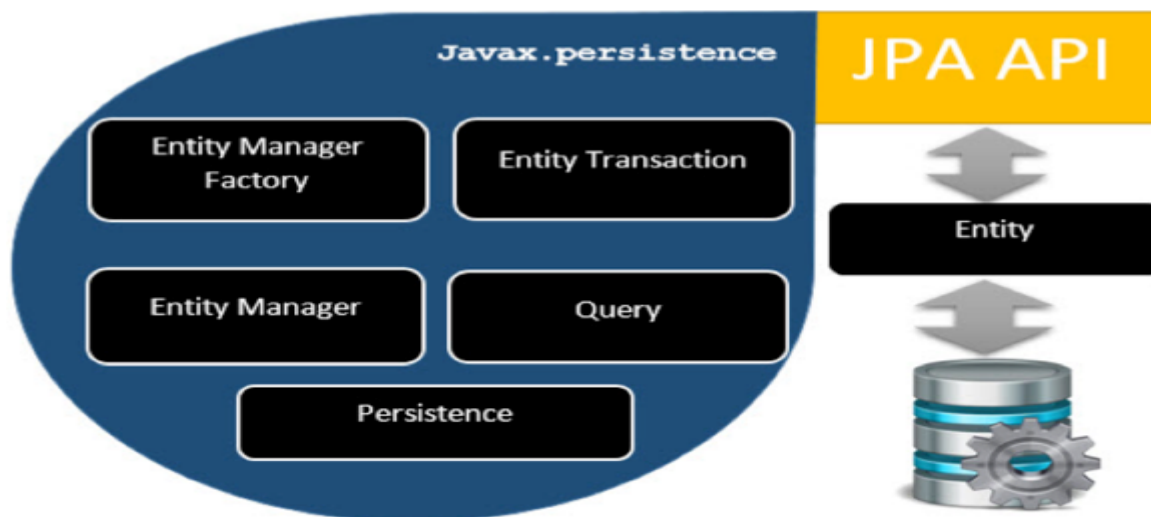 Javax.persistence
JPA API
Entity Manager
Factory
Entity Transaction
Entity
Entity Manager
Query
Persistence